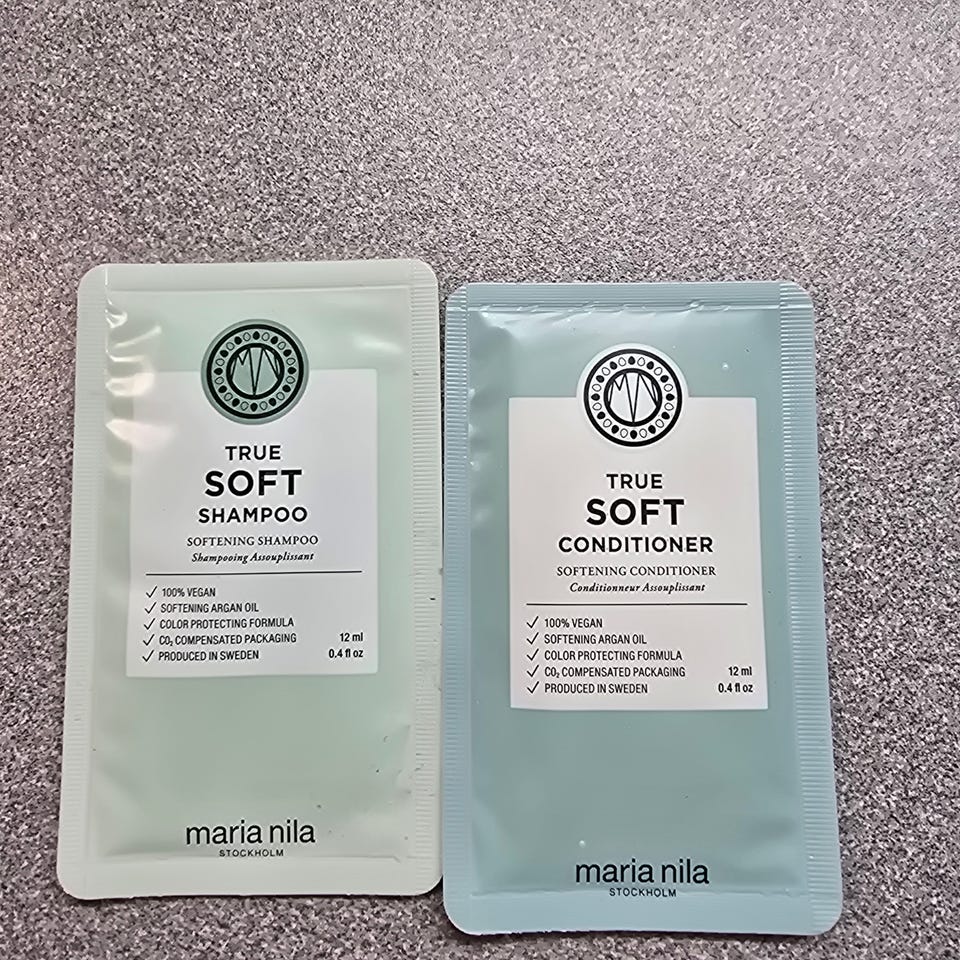 TRUE
SOFT
SHAMPOO
SOFTENING SHAMPOO
Shampooing Assouplissant
✓ 100% VEGAN
✓ SOFTENING ARGAN OIL
✓ COLOR PROTECTING FORMULA
✓ CO₂ COMPENSATED PACKAGING 12 ml
✓ PRODUCED IN SWEDEN 0.4 fl oz
maria nila
STOCKHOLM
TRUE
SOFT
CONDITIONER
SOFTENING CONDITIONER
Conditionneur Assouplissant
✓ 100% VEGAN
✓ SOFTENING ARGAN OIL
✓ COLOR PROTECTING FORMULA
✓ CO₂ COMPENSATED PACKAGING 12 ml
✓ PRODUCED IN SWEDEN 0.4 fl oz
maria nila
STOCKHOLM